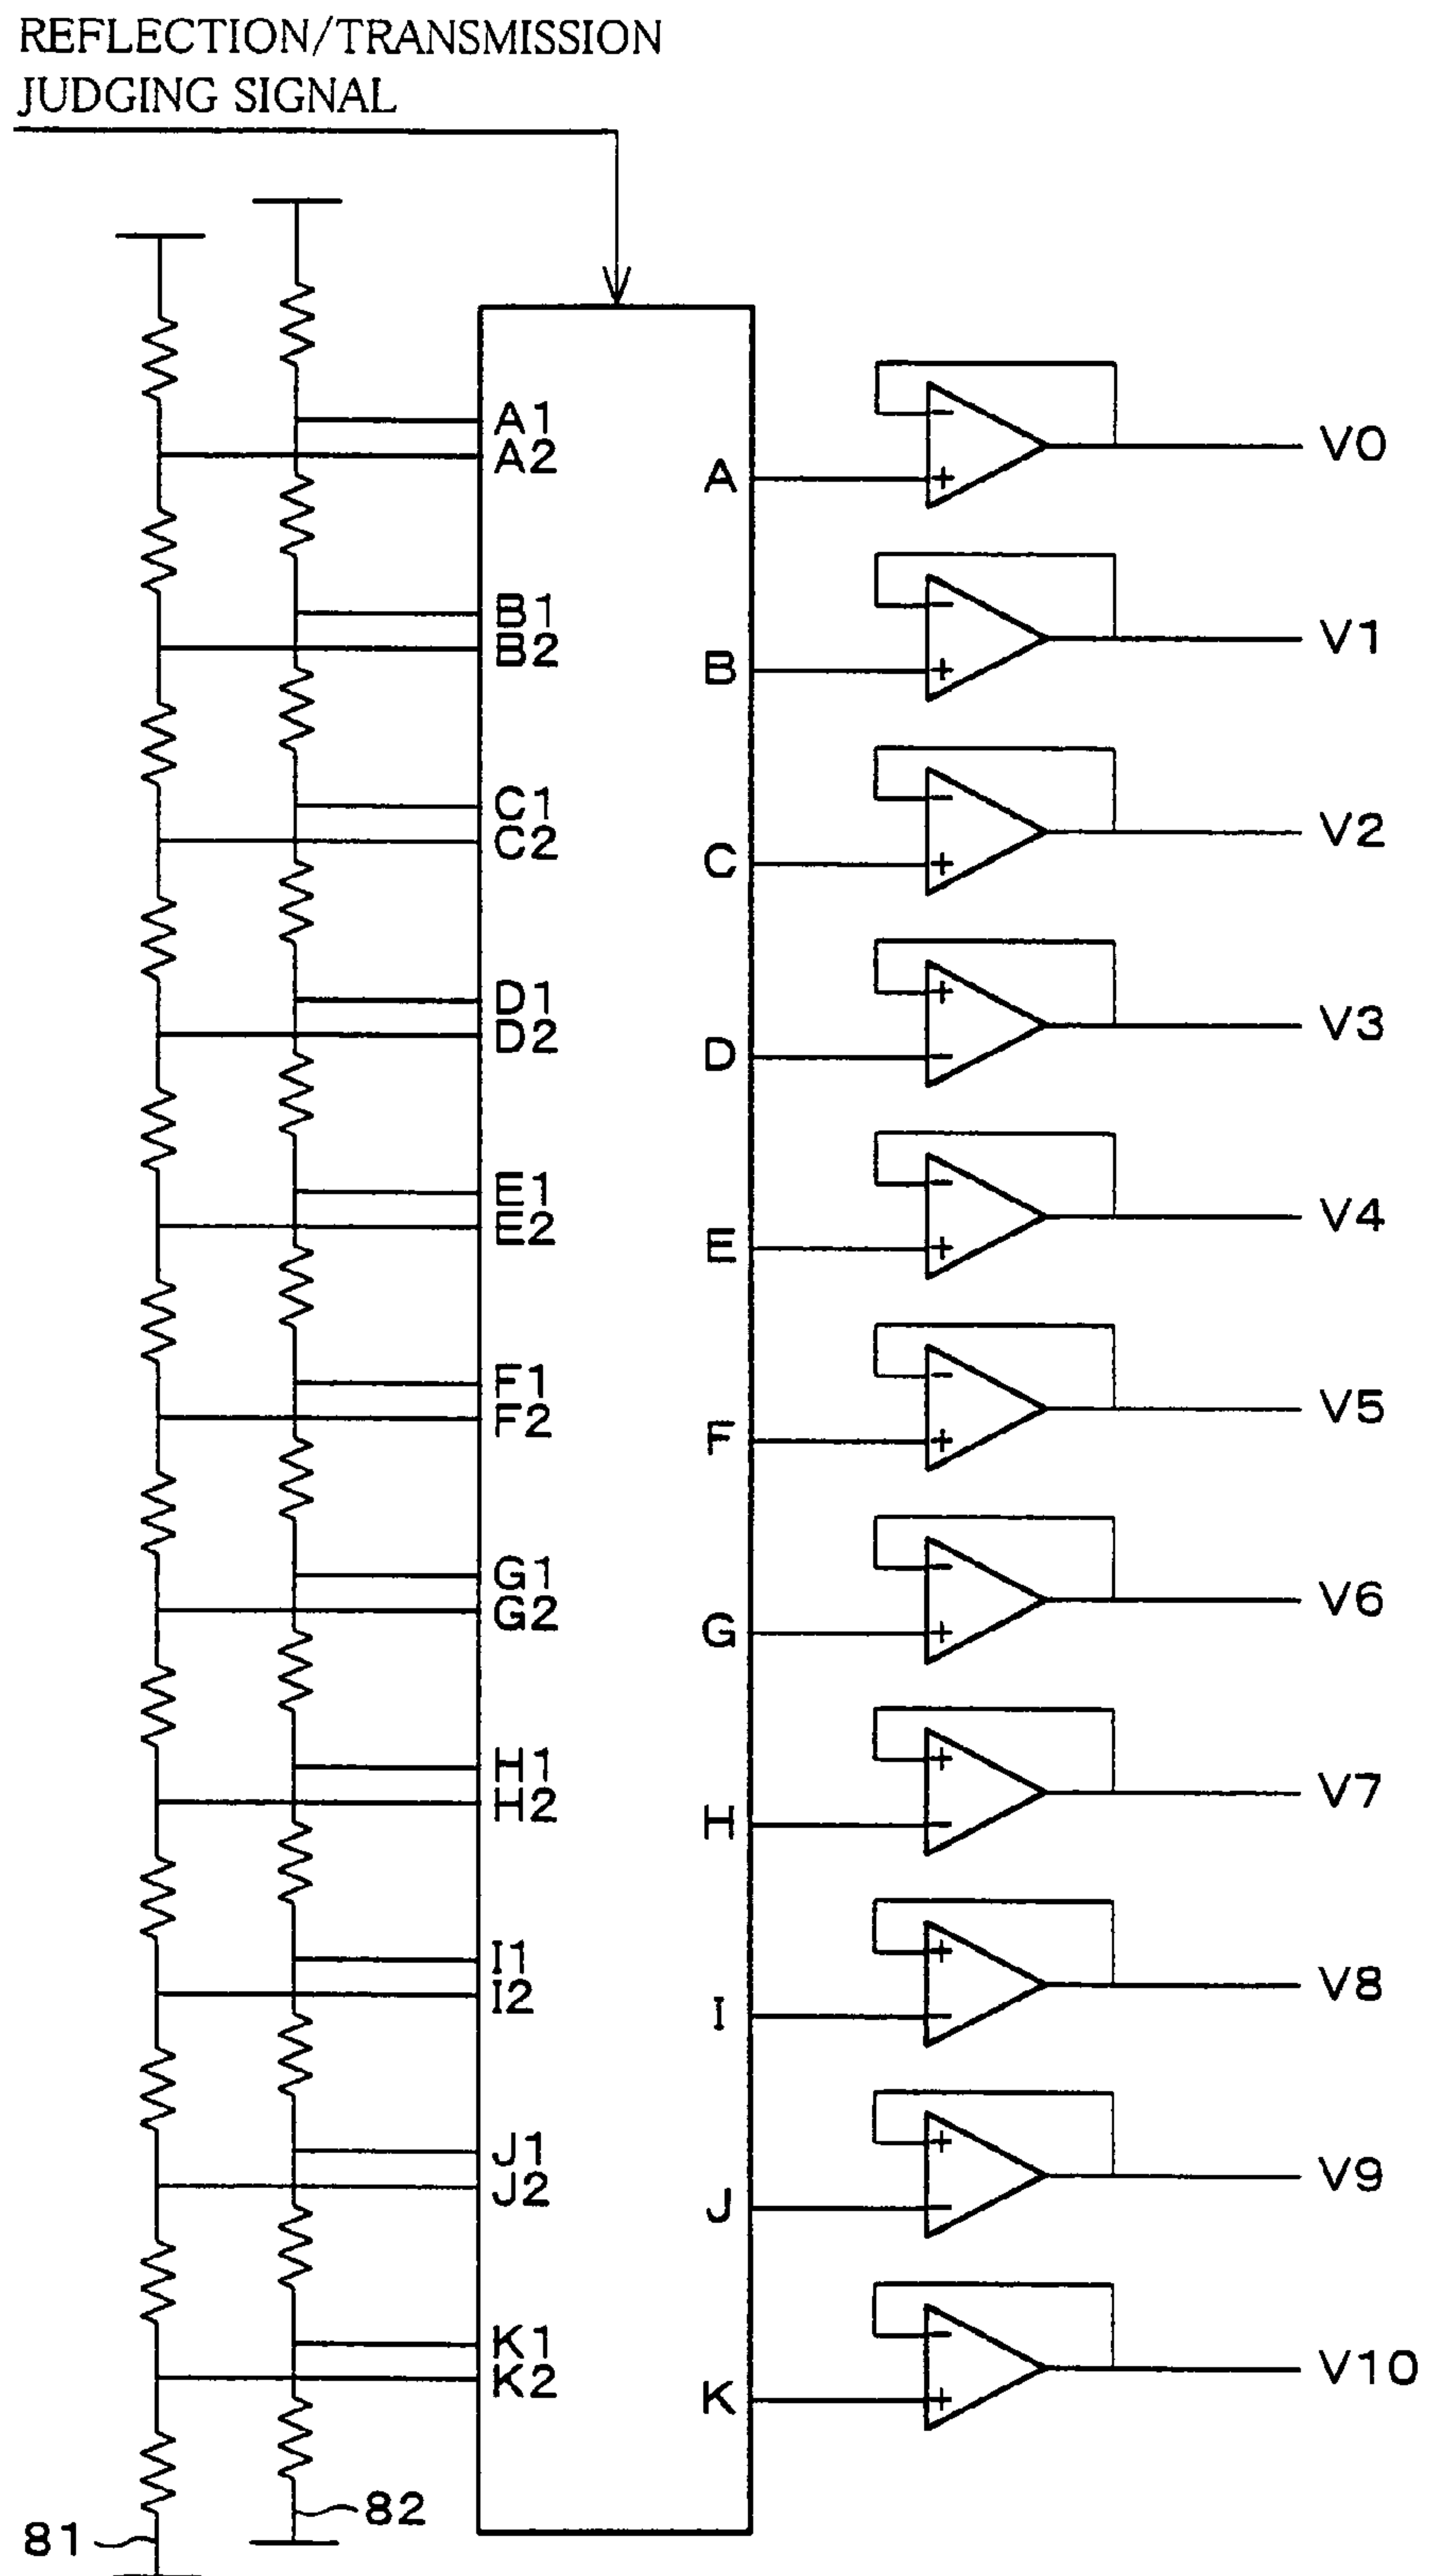 REFLECTION/TRANSMISSION
JUDGING SIGNAL
A1
A2
A
−
+
V0
B1
B2
B
−
+
V1
C1
C2
C
−
+
V2
D1
D2
D
+
−
V3
E1
E2
E
−
+
V4
F1
F2
F
−
+
V5
G1
G2
G
−
+
V6
H1
H2
H
+
−
V7
I1
I2
I
+
−
V8
J1
J2
J
+
−
V9
K1
K2
K
−
+
V10
82
81